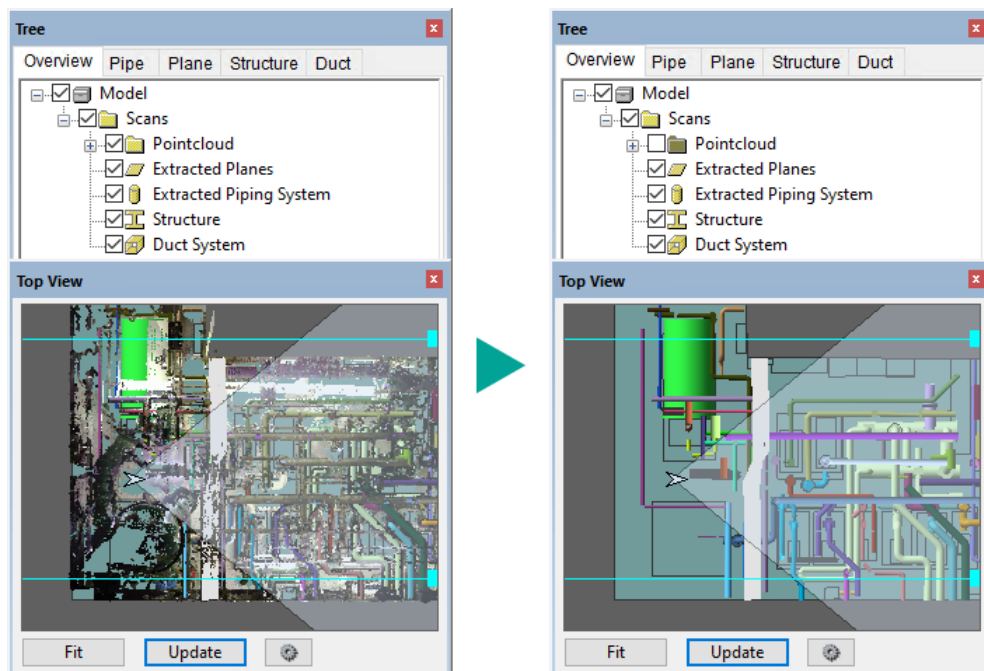 Tree
Overview Pipe Plane Structure Duct
Model
Scans
Pointcloud
Extracted Planes
Extracted Piping System
Structure
Duct System
Top View
Fit Update
Tree
Overview Pipe Plane Structure Duct
Model
Scans
Pointcloud
Extracted Planes
Extracted Piping System
Structure
Duct System
Top View
Fit Update